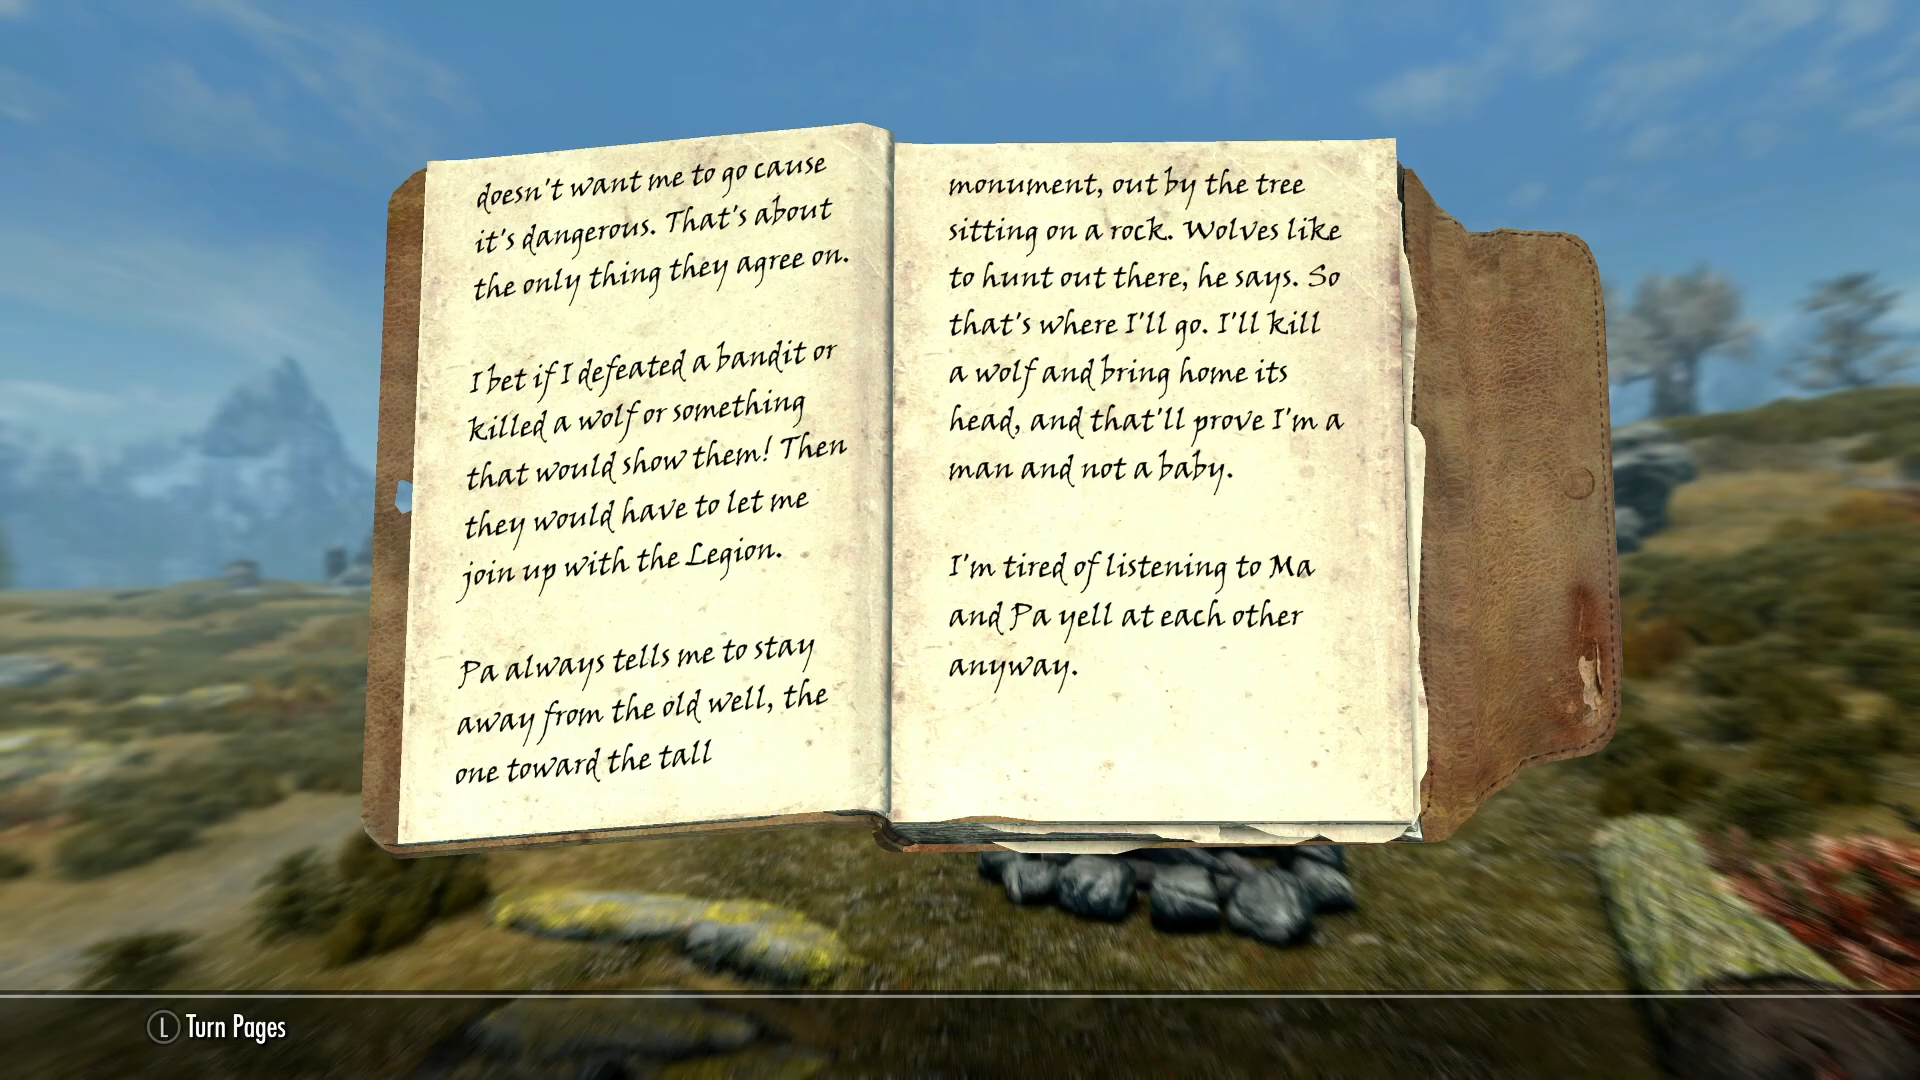 doesn't want me to go cause
it's dangerous. That's about
the only thing they agree on.
I bet if I defeated a bandit or
killed a wolf or something
that would show them! Then
they would have to let me
join up with the Legion.
Pa always tells me to stay
away from the old well, the
one toward the tall
monument, out by the tree
sitting on a rock. Wolves like
to hunt out there, he says. So
that's where I'll go. I'll kill
a wolf and bring home its
head, and that'll prove I'm a
man and not a baby.
I'm tired of listening to Ma
and Pa yell at each other
anyway.
L Turn Pages